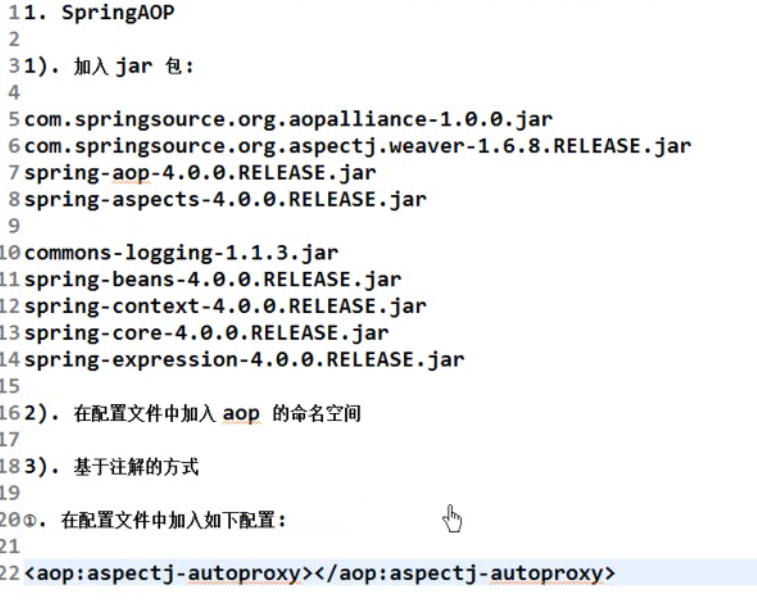 1 1. SpringAOP
2
3 1). 加入 jar 包:
4
5 com.springsource.org.aopalliance-1.0.0.jar
6 com.springsource.org.aspectj.weaver-1.6.8.RELEASE.jar
7 spring-aop-4.0.0.RELEASE.jar
8 spring-aspects-4.0.0.RELEASE.jar
9
10 commons-logging-1.1.3.jar
11 spring-beans-4.0.0.RELEASE.jar
12 spring-context-4.0.0.RELEASE.jar
13 spring-core-4.0.0.RELEASE.jar
14 spring-expression-4.0.0.RELEASE.jar
15
16 2). 在配置文件中加入 aop 的命名空间
17
18 3). 基于注解的方式
19
20 ①. 在配置文件中加入如下配置:
21
22 <aop:aspectj-autoproxy></aop:aspectj-autoproxy>